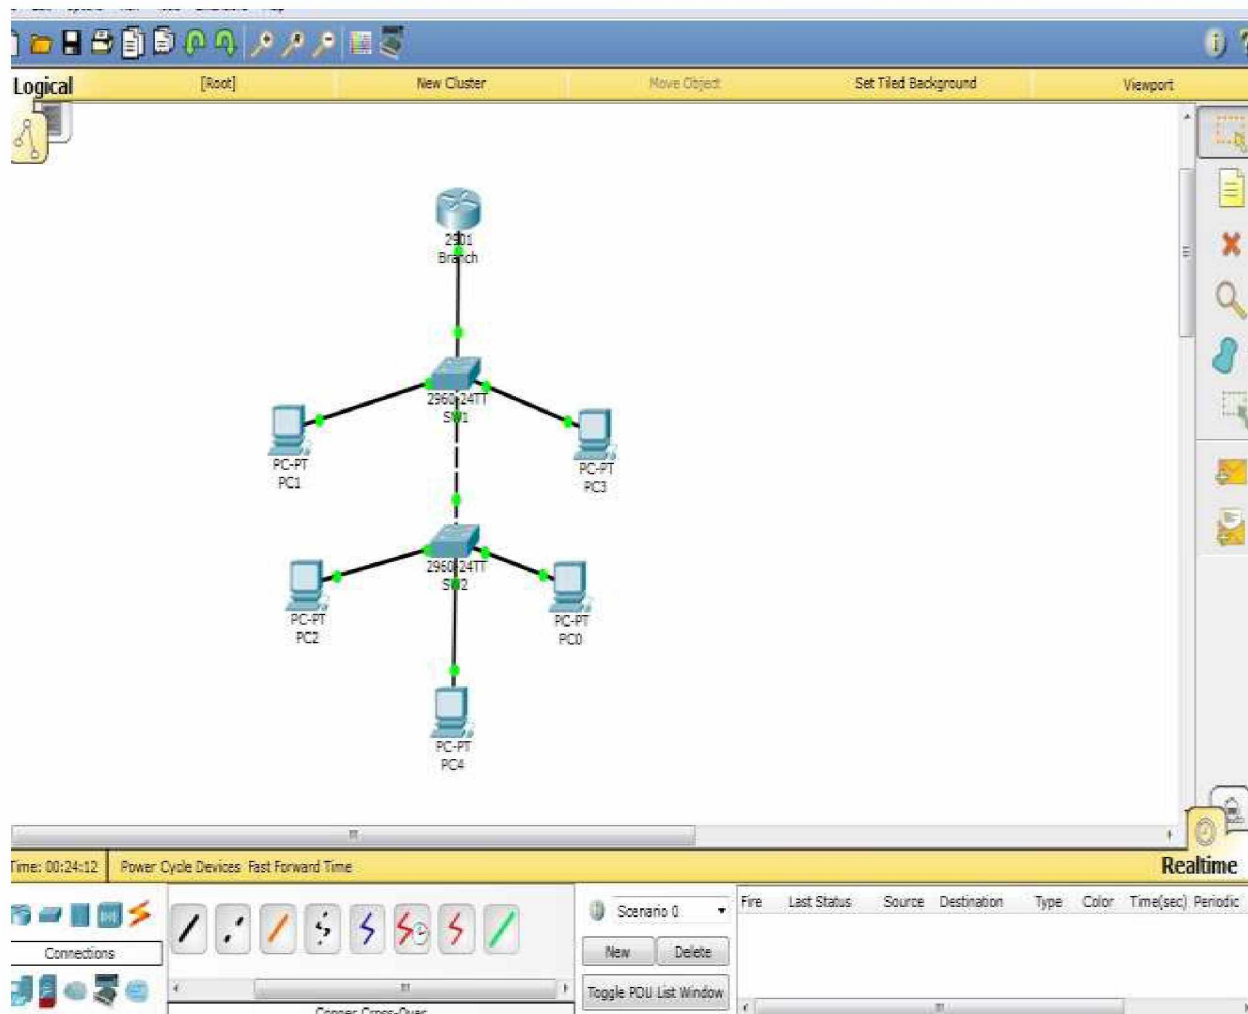 Logical
[Root]
New Cluster
Move Object
Set Tiled Background
Viewport
2901
Branch
2960-24TT
SW1
PC-PT
PC1
PC-PT
PC3
2960-24TT
SW2
PC-PT
PC2
PC-PT
PC0
PC-PT
PC4
Time: 00:24:12
Power Cycle Devices Fast Forward Time
Realtime
Connections
Copper Cross-Over
Scenario 0
New
Delete
Toggle PDU List Window
Fire Last Status Source Destination Type Color Time(sec) Periodic